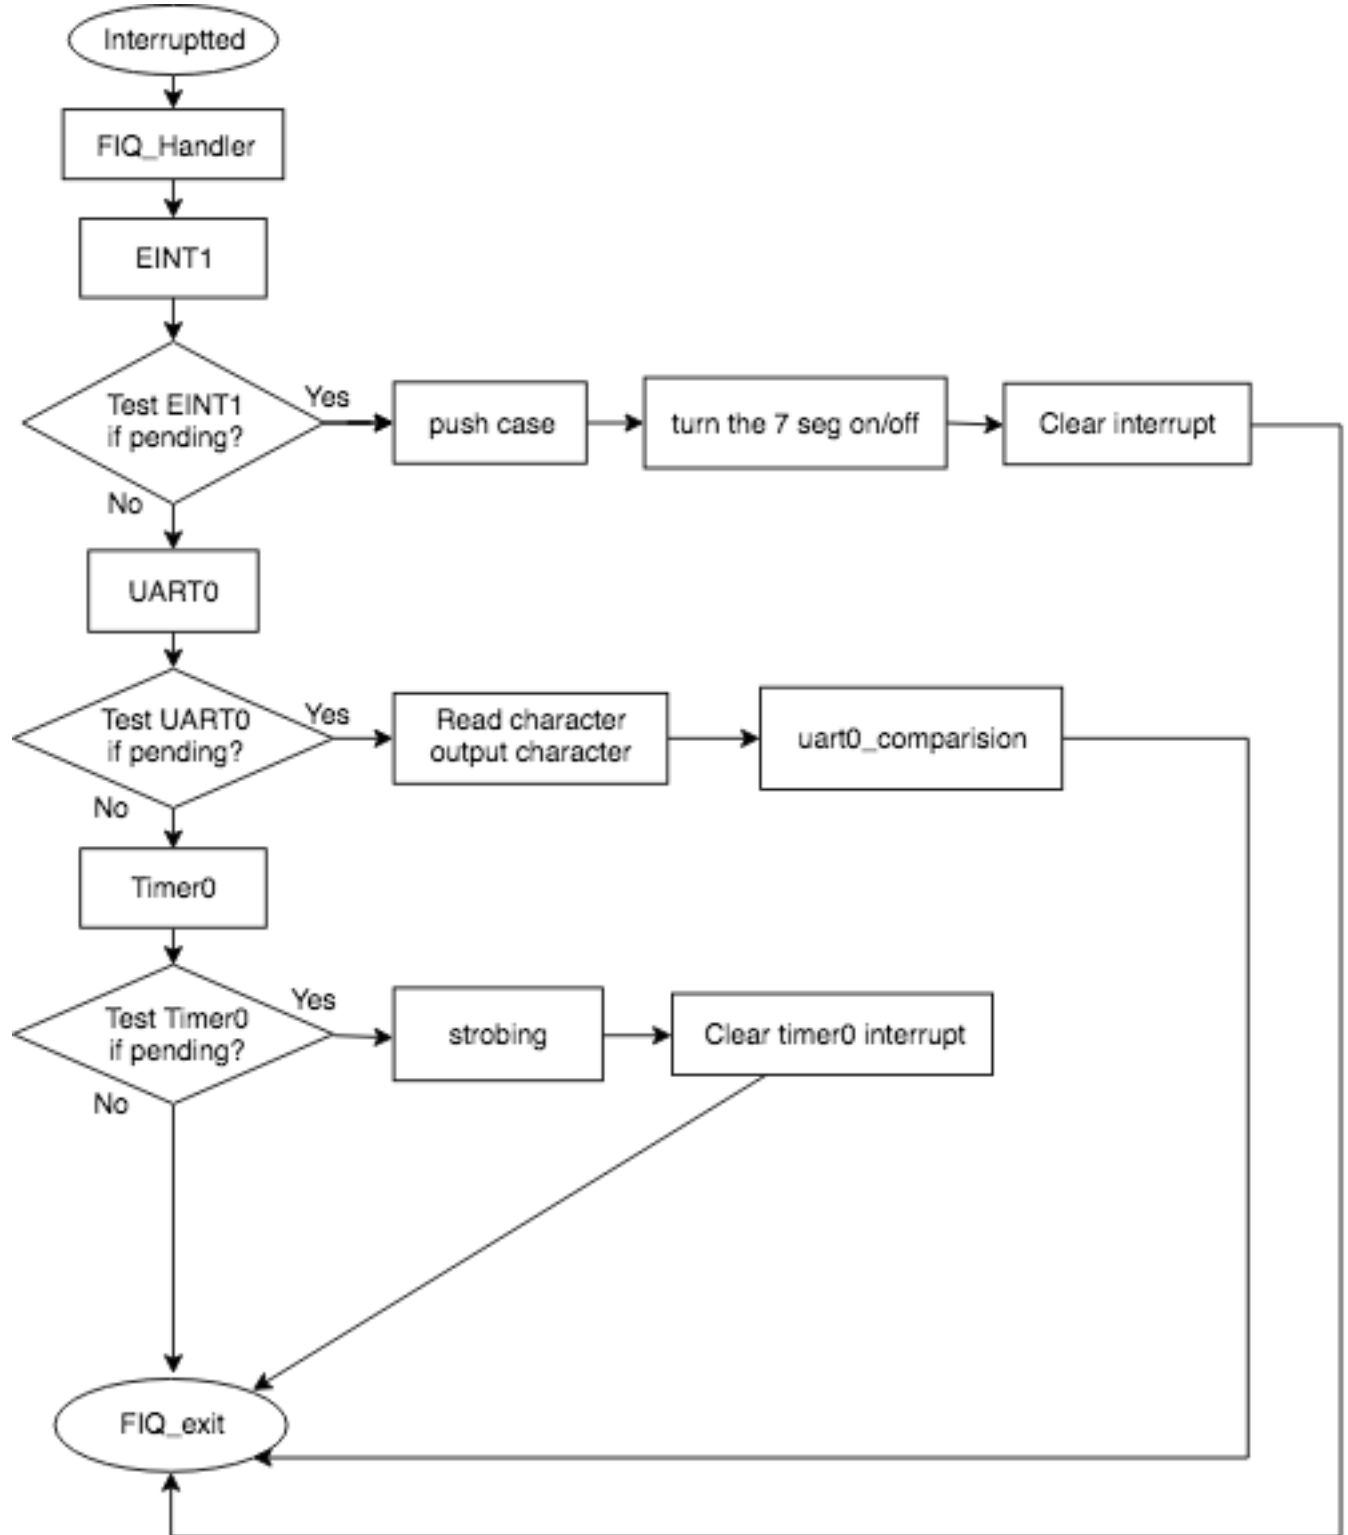 Interruptted
FIQ_Handler
EINT1
Test EINT1
if pending?
Yes
No
push case
turn the 7 seg on/off
Clear interrupt
UART0
Test UART0
if pending?
Yes
No
Read character
output character
uart0_comparision
Timer0
Test Timer0
if pending?
Yes
No
strobing
Clear timer0 interrupt
FIQ_exit